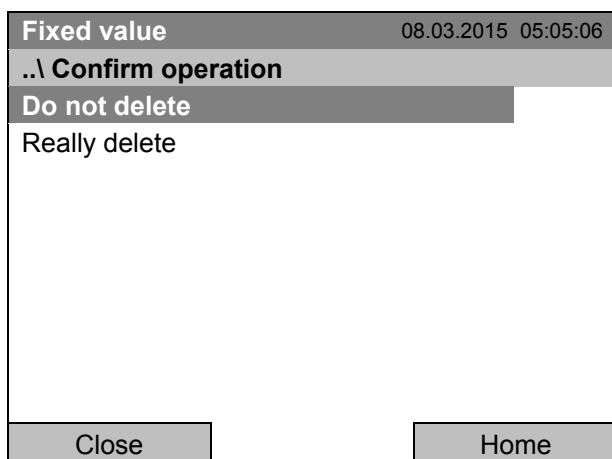 Fixed value 08.03.2015 05:05:06
..\ Confirm operation
Do not delete
Really delete
Close Home